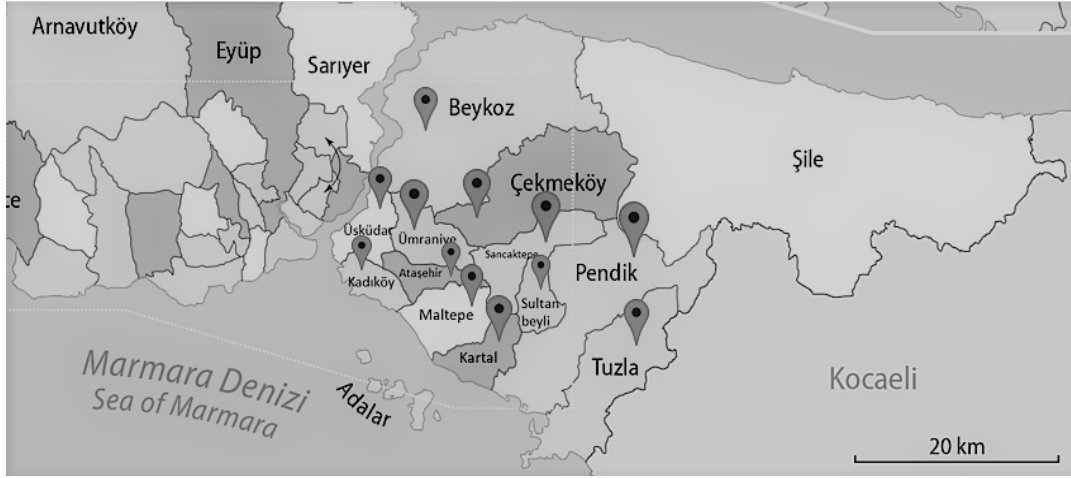 Arnavutköy
Eyüp
Sarıyer
Beykoz
Şile
Çekmeköy
ce
Üsküdar
Ümraniye
Sancaktepe
Ataşehir
Kadıköy
Pendik
Sultan
beyli
Maltepe
Kartal
Tuzla
Marmara Denizi
Sea of Marmara
Adalar
Kocaeli
20 km